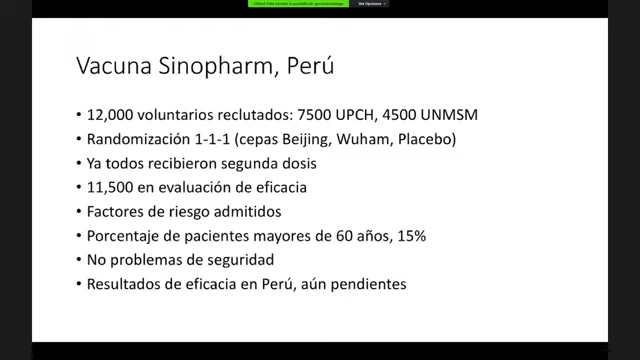 Ver Opciones
Vacuna Sinopharm, Perú
• 12,000 voluntarios reclutados: 7500 UPCH, 4500 UNMSM
• Randomización 1-1-1 (cepas Beijing, Wuham, Placebo)
• Ya todos recibieron segunda dosis
• 11,500 en evaluación de eficacia
• Factores de riesgo admitidos
• Porcentaje de pacientes mayores de 60 años, 15%
• No problemas de seguridad
• Resultados de eficacia en Perú, aún pendientes